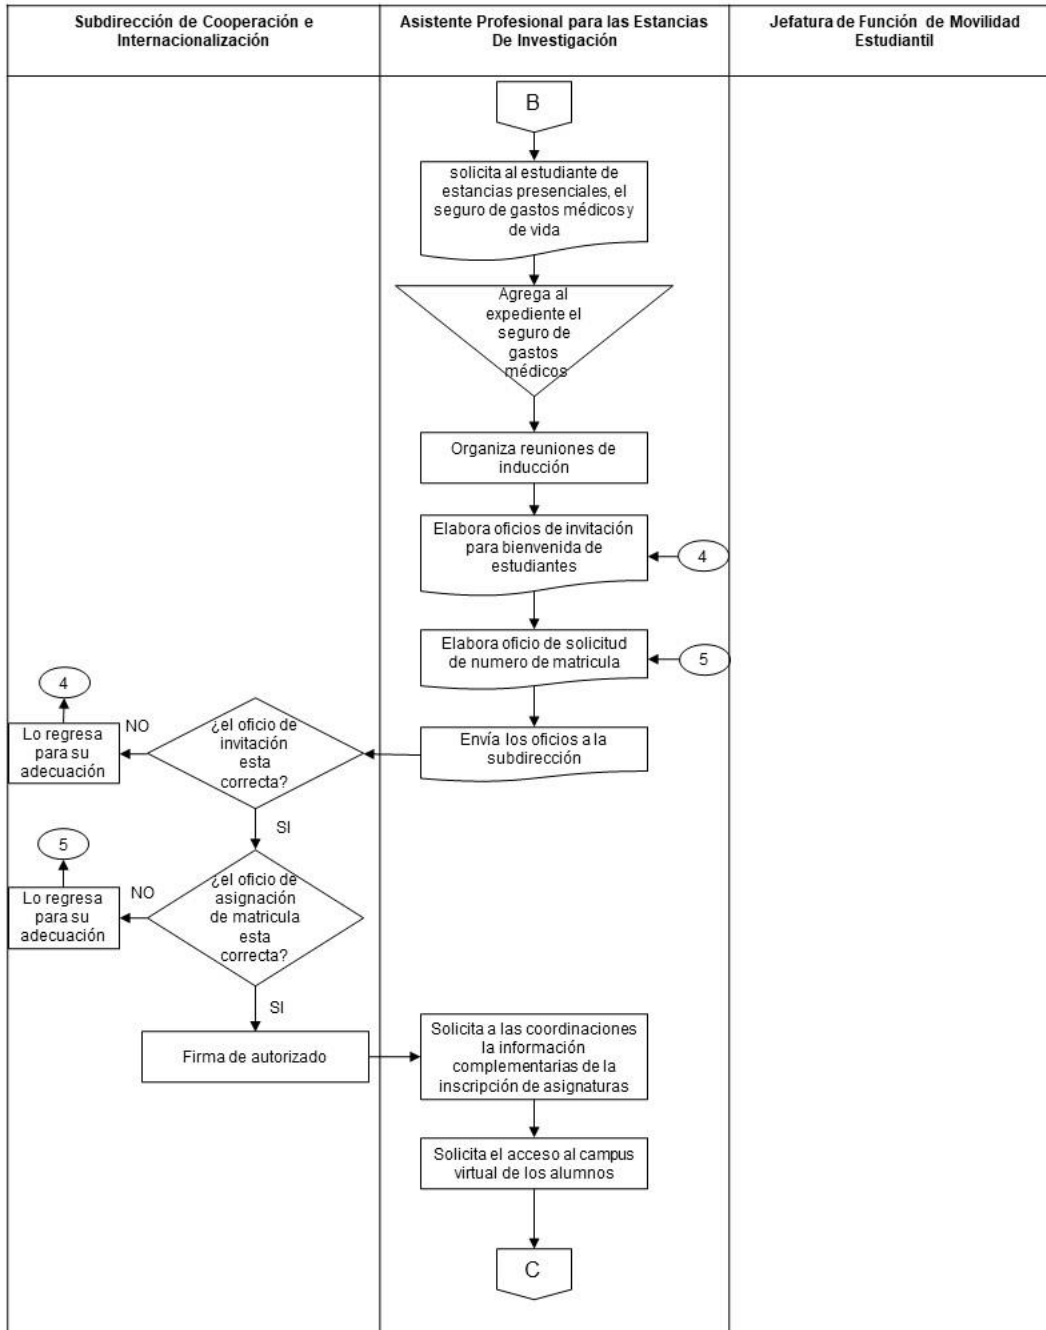 Subdirección de Cooperación e
Internacionalización
Asistente Profesional para las Estancias
De Investigación
Jefatura de Función de Movilidad
Estudiantil
B
solicita al estudiante de
estancias presenciales, el
seguro de gastos médicos y
de vida
Agrega al
expediente el
seguro de
gastos
médicos
Organiza reuniones de
inducción
Elabora oficios de invitación
para bienvenida de
estudiantes
4
Elabora oficio de solicitud
de numero de matricula
5
Envía los oficios a la
subdirección
¿el oficio de
invitación
esta
correcta?
NO
Lo regresa
para su
adecuación
4
SI
¿el oficio de
asignación
de matricula
esta
correcta?
NO
Lo regresa
para su
adecuación
5
SI
Firma de autorizado
Solicita a las coordinaciones
la información
complementarias de la
inscripción de asignaturas
Solicita el acceso al campus
virtual de los alumnos
C